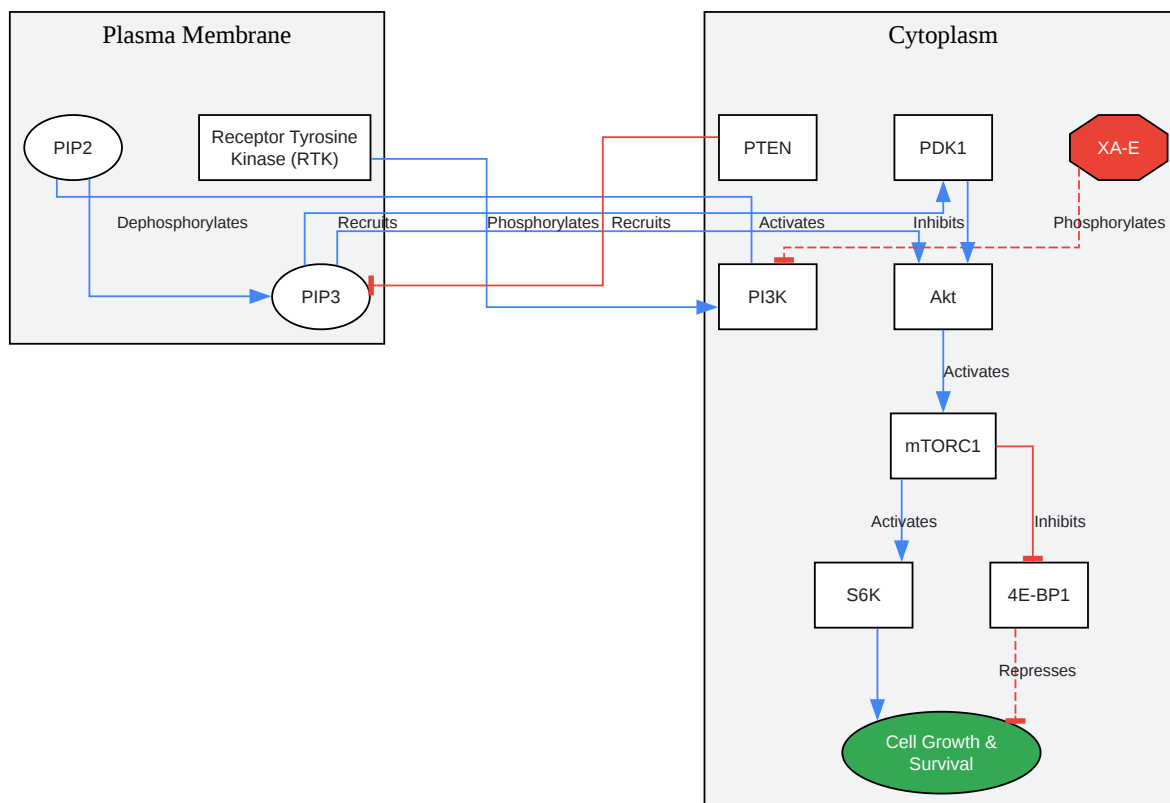 Plasma Membrane
Cytoplasm
PIP2
Receptor Tyrosine
Kinase (RTK)
PTEN
PDK1
XA-E
Dephosphorylates
Recruits
Phosphorylates
Recruits
Activates
Inhibits
Phosphorylates
PIP3
PI3K
Akt
Activates
mTORC1
Activates
Inhibits
S6K
4E-BP1
Represses
Cell Growth &
Survival